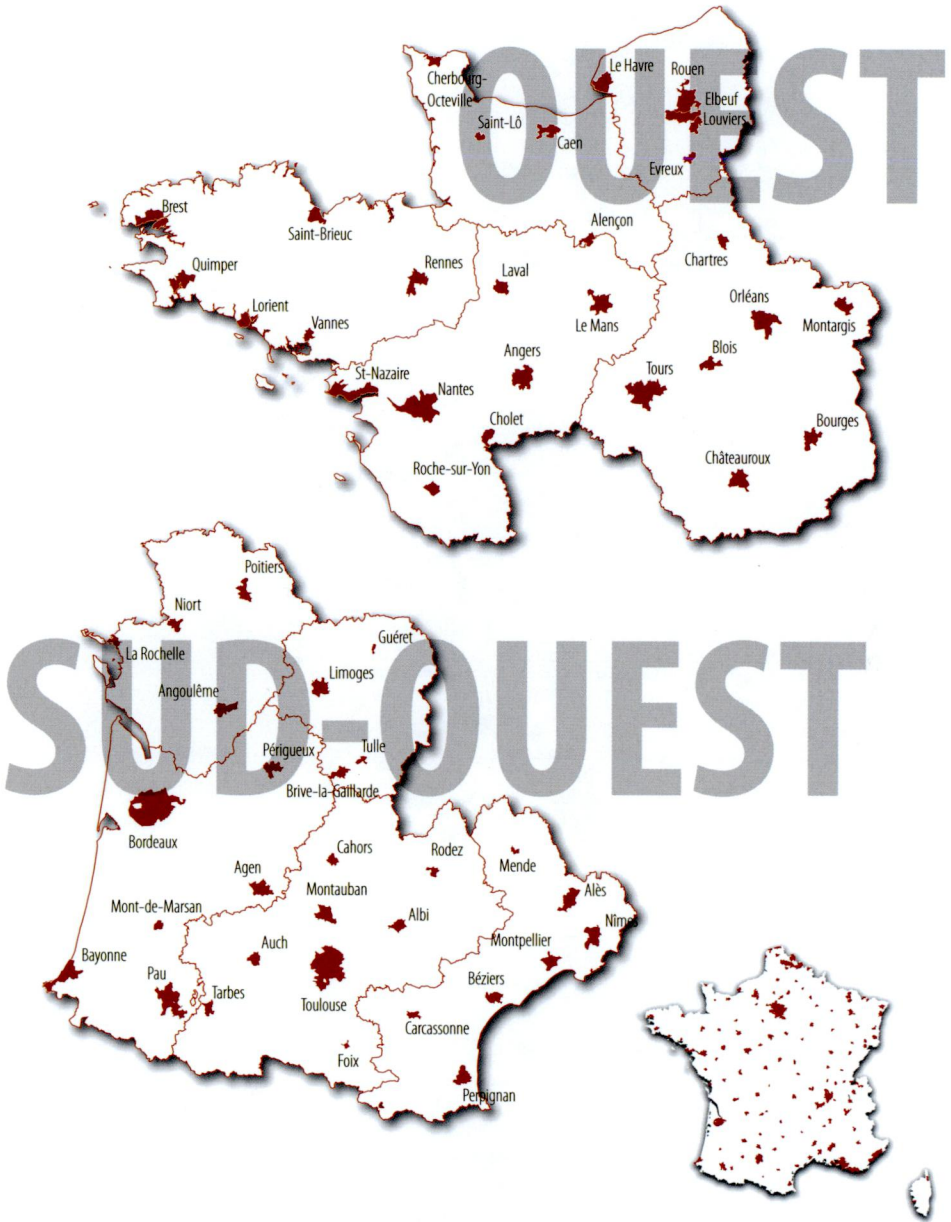 OUEST
Cherbourg-
Octeville
Le Havre
Rouen
Elbeuf
Louviers
Saint-Lô
Caen
Evreux
Brest
Saint-Brieuc
Alençon
Chartres
Quimper
Rennes
Laval
Orléans
Lorient
Vannes
Le Mans
Montargis
St-Nazaire
Nantes
Angers
Tours
Blois
Cholet
Bourges
Roche-sur-Yon
Châteauroux
SUD-OUEST
Poitiers
Niort
La Rochelle
Guéret
Limoges
Angoulême
Périgueux
Tulle
Brive-la-Gaillarde
Bordeaux
Cahors
Rodez
Mende
Agen
Montauban
Alès
Mont-de-Marsan
Albi
Nîmes
Auch
Montpellier
Bayonne
Pau
Tarbes
Toulouse
Béziers
Carcassonne
Foix
Perpignan